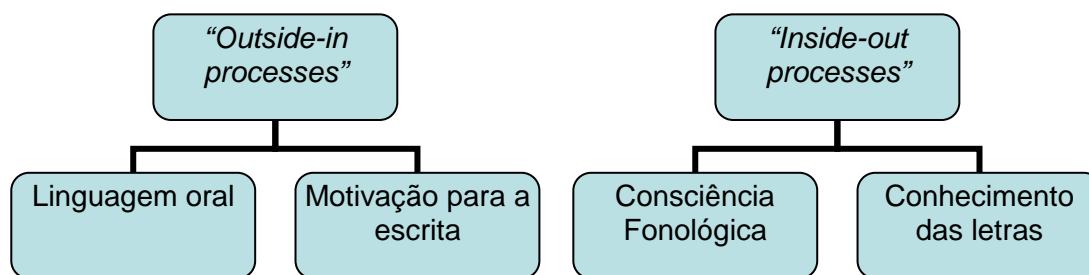 “Outside-in
processes”
“Inside-out
processes”
Linguagem oral
Motivação para a
escrita
Consciência
Fonológica
Conhecimento
das letras